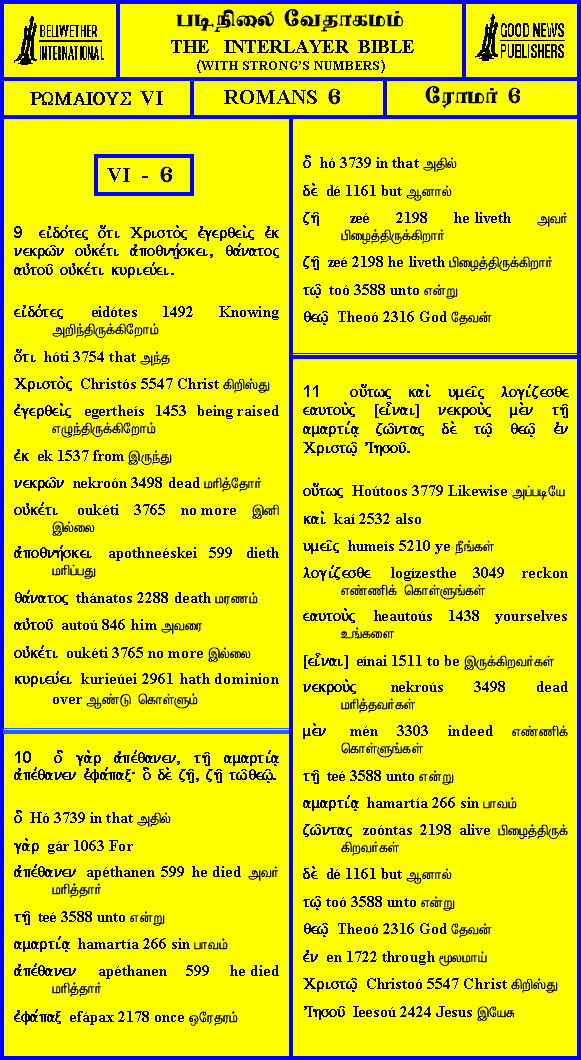 BELLWETHER
INTERNATIONAL
படிநிலை வேதாகமம்
THE INTERLAYER BIBLE
(WITH STRONG'S NUMBERS)
GOOD NEWS
PUBLISHERS
ΡΩΜΑΙΟΥΣ VI
ROMANS 6
ரோமர் 6
VI - 6
9 εἰδότες ὅτι Χριστὸς ἐγερθεὶς ἐκ
νεκρῶν οὐκέτι ἀποθνῄσκει, θάνατος
αὐτοῦ οὐκέτι κυριεύει.
εἰδότες eidótes 1492 Knowing
அறிந்திருக்கிறோம்
ὅτι hóti 3754 that அந்த
Χριστὸς Christós 5547 Christ கிறிஸ்து
ἐγερθεὶς egertheís 1453 being raised
எழுந்திருக்கிறோம்
ἐκ ek 1537 from இருந்து
νεκρῶν nekroón 3498 dead மரித்தோர்
οὐκέτι oukéti 3765 no more இனி
இல்லை
ἀποθνῄσκει apothneéskei 599 dieth
மரிப்பது
θάνατος thánatos 2288 death மரணம்
αὐτοῦ autoú 846 him அவரை
οὐκέτι oukéti 3765 no more இல்லை
κυριεύει kurieúei 2961 hath dominion
over ஆண்டு கொள்ளும்
10 ὃ γὰρ ἀπέθανεν, τῇ αμαρτίᾳ
ἀπέθανεν ἐφάπαξ· ὃ δὲ ζῇ, ζῇ τῶ θεῷ.
ὃ Hó 3739 in that அதில்
γὰρ gár 1063 For
ἀπέθανεν apéthanen 599 he died அவர்
மரித்தார்
τῇ teé 3588 unto என்று
αμαρτίᾳ hamartía 266 sin பாவம்
ἀπέθανεν apéthanen 599 he died
மரித்தார்
ἐφάπαξ efápax 2178 once ஒரேதரம்
ὃ hó 3739 in that அதில்
δὲ dé 1161 but ஆனால்
ζῇ zeé 2198 he liveth அவர்
பிழைத்திருக்கிறார்
ζῇ zeé 2198 he liveth பிழைத்திருக்கிறார்
τῷ toó 3588 unto என்று
θεῷ Theoó 2316 God தேவன்
11 οὕτως καὶ υμεῖς λογίζεσθε
εαυτοὺς [εἶναι] νεκροὺς μὲν τῇ
αμαρτίᾳ ζῶντας δὲ τῷ θεῷ ἐν
Χριστῷ Ἰησοῦ.
οὕτως Hoútoos 3779 Likewise அப்படியே
καὶ kaí 2532 also
υμεῖς humeís 5210 ye நீங்கள்
λογίζεσθε logízesthe 3049 reckon
எண்ணிக் கொள்ளுங்கள்
εαυτοὺς heautoús 1438 yourselves
உங்களை
[εἶναι] eínai 1511 to be இருக்கிறவர்கள்
νεκροὺς nekroús 3498 dead
மரித்தவர்கள்
μὲν mén 3303 indeed எண்ணிக்
கொள்ளுங்கள்
τῇ teé 3588 unto என்று
αμαρτίᾳ hamartía 266 sin பாவம்
ζῶντας zoóntas 2198 alive பிழைத்திருக்
கிறவர்கள்
δὲ dé 1161 but ஆனால்
τῷ toó 3588 unto என்று
θεῷ Theoó 2316 God தேவன்
ἐν en 1722 through மூலமாய்
Χριστῷ Christoó 5547 Christ கிறிஸ்து
Ἰησοῦ Ieesoú 2424 Jesus இயேசு